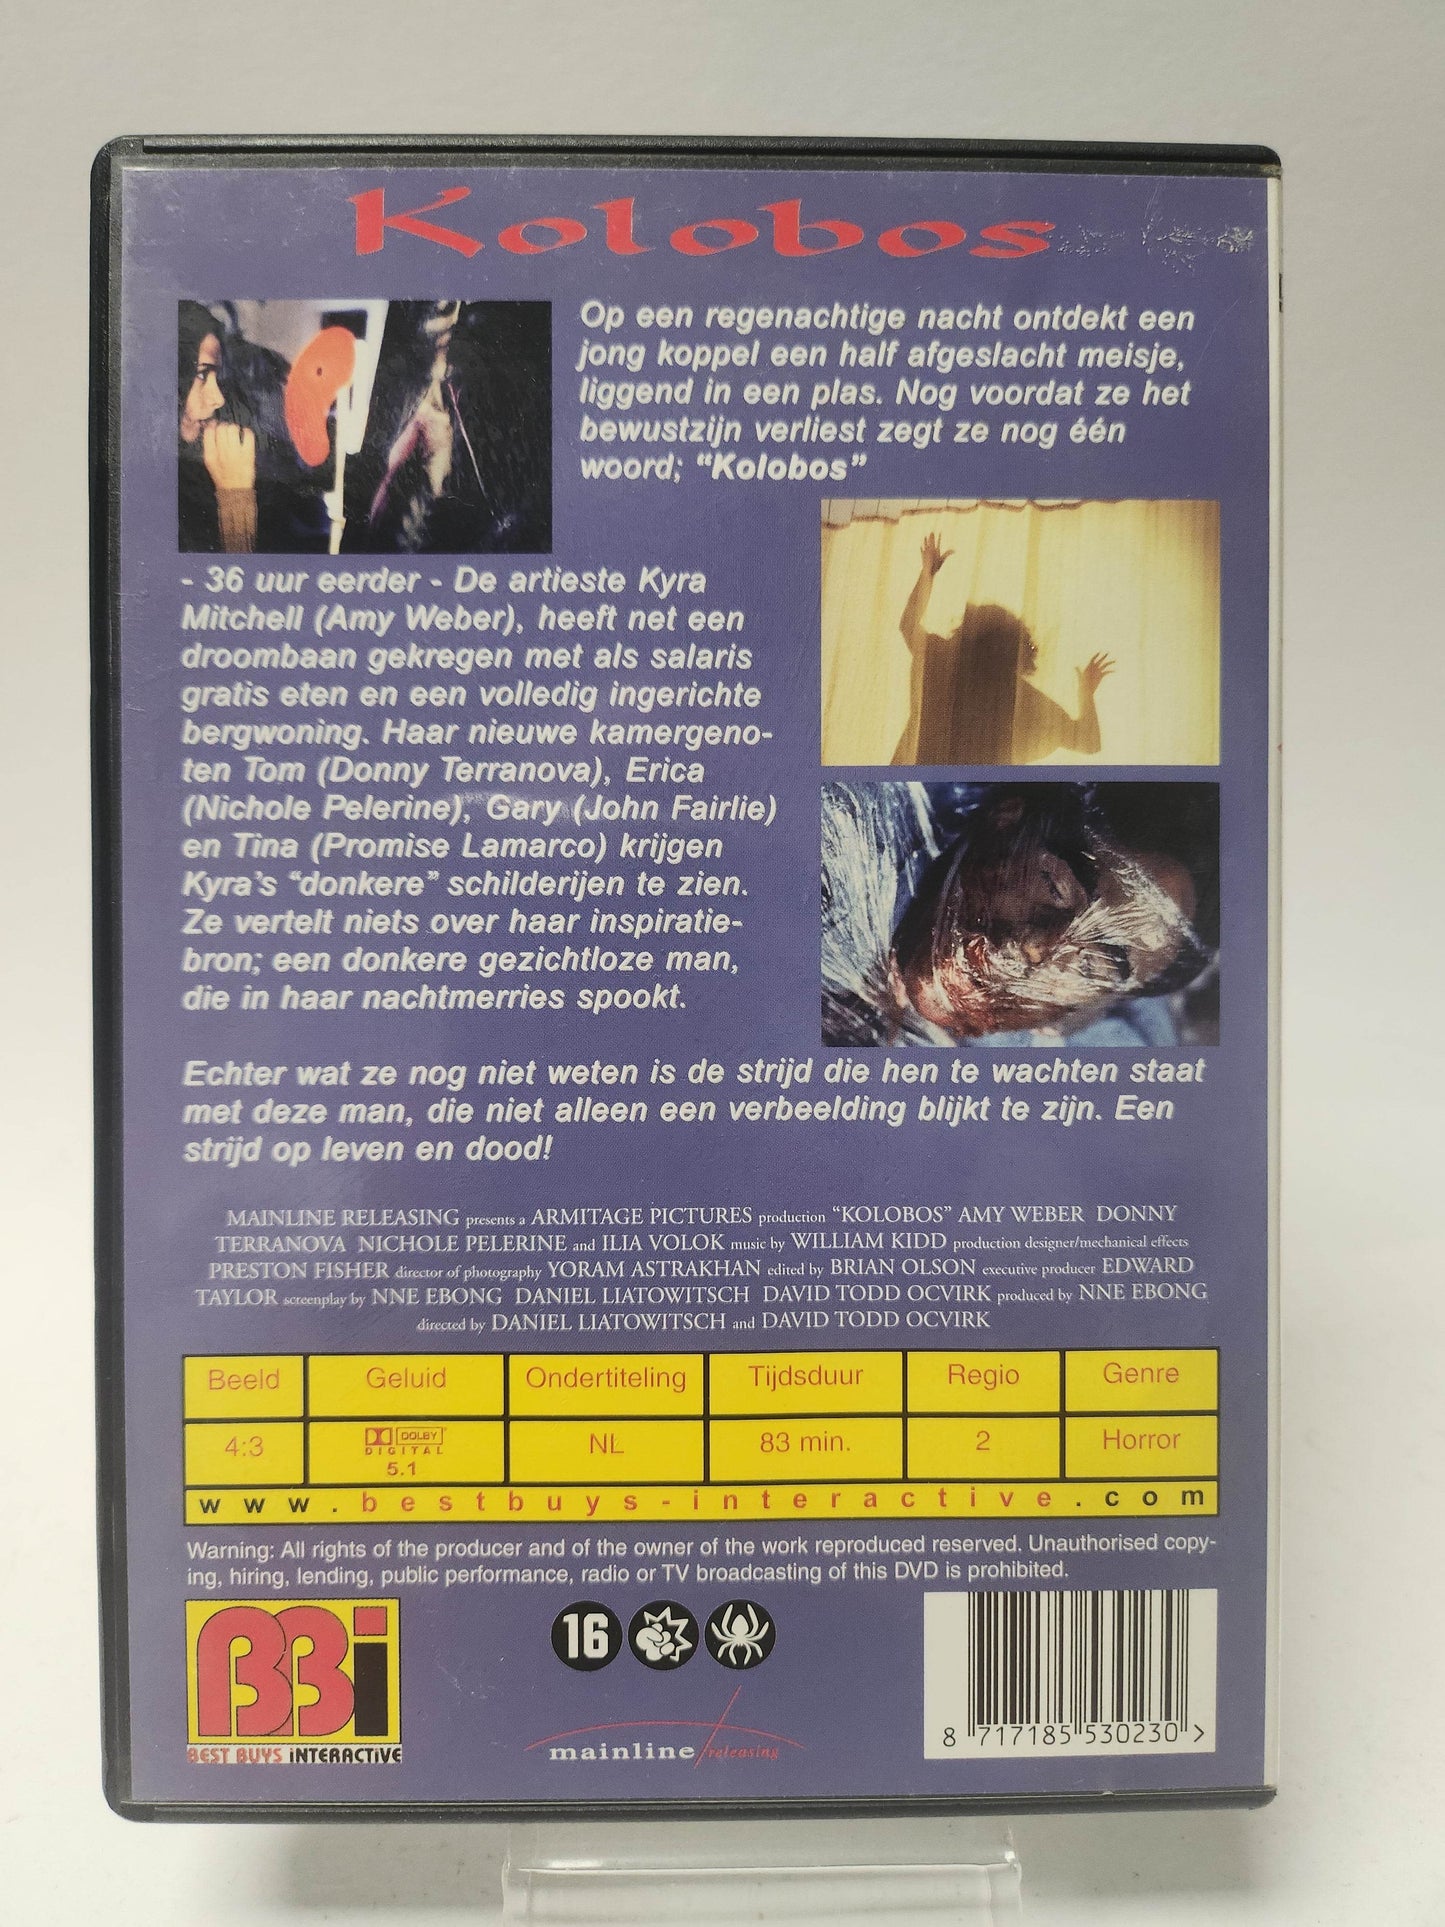 Kolobos
Op een regenachtige nacht ontdekt een
jong koppel een half afgeslacht meisje,
liggend in een plas. Nog voordat ze het
bewustzijn verliest zegt ze nog één
woord; “Kolobos”
- 36 uur eerder - De artieste Kyra
Mitchell (Amy Weber), heeft net een
droombaan gekregen met als salaris
gratis eten en een volledig ingerichte
bergwoning. Haar nieuwe kamergeno-
ten Tom (Donny Terranova), Erica
(Nichole Pelerine), Gary (John Fairlie)
en Tina (Promise Lamarco) krijgen
Kyra’s “donkere” schilderijen te zien.
Ze vertelt niets over haar inspiratie-
bron; een donkere gezichtloze man,
die in haar nachtmerries spookt.
Echter wat ze nog niet weten is de strijd die hen te wachten staat
met deze man, die niet alleen een verbeelding blijkt te zijn. Een
strijd op leven en dood!
MAINLINE RELEASING presents a ARMITAGE PICTURES production “KOLOBOS” AMY WEBER DONNY
TERRANOVA NICHOLE PELERINE and ILIA VOLOK music by WILLIAM KIDD production designer/mechanical effects
PRESTON FISHER director of photography YORAM ASTRAKHAN edited by BRIAN OLSON executive producer EDWARD
TAYLOR screenplay by NNE EBONG DANIEL LIATOWITSCH DAVID TODD OCVIRK produced by NNE EBONG
directed by DANIEL LIATOWITSCH and DAVID TODD OCVIRK
Beeld Geluid Ondertiteling Tijdsduur Regio Genre
4:3 DOLBY DIGITAL 5.1 NL 83 min. 2 Horror
www.bestbuys-interactive.com
Warning: All rights of the producer and of the owner of the work reproduced reserved. Unauthorised copy-
ing, hiring, lending, public performance, radio or TV broadcasting of this DVD is prohibited.
BBi
BEST BUYS iNTERACTiVE
16
mainline releasing
8 717185 530230 >